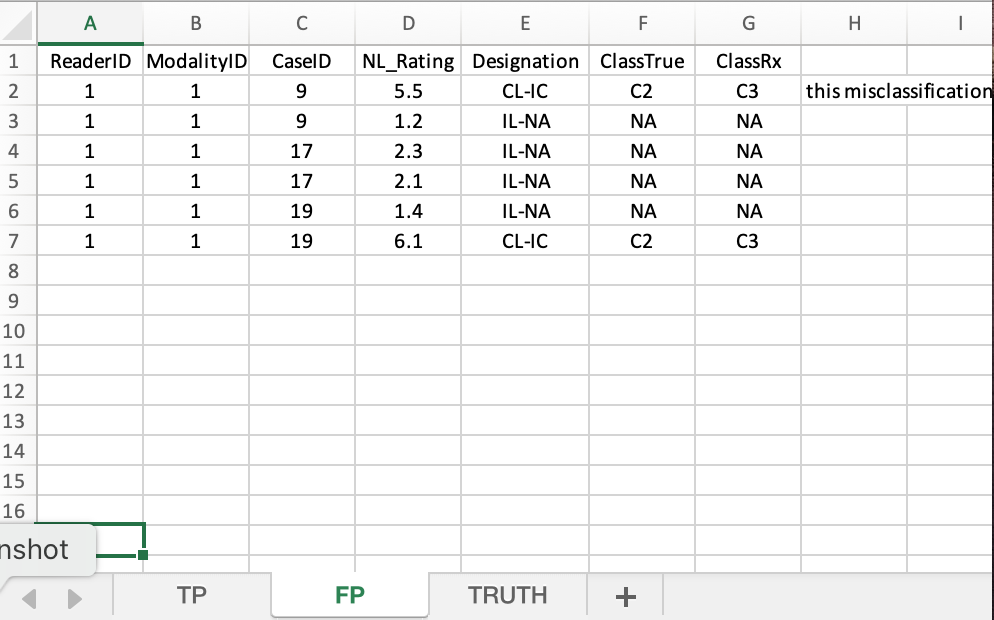 A B C D E F G H I
1 ReaderID ModalityID CaseID NL_Rating Designation ClassTrue ClassRx
2 1 1 9 5.5 CL-IC C2 C3 this misclassification
3 1 1 9 1.2 IL-NA NA NA
4 1 1 17 2.3 IL-NA NA NA
5 1 1 17 2.1 IL-NA NA NA
6 1 1 19 1.4 IL-NA NA NA
7 1 1 19 6.1 CL-IC C2 C3
8
9
10
11
12
13
14
15
16
nshot
TP FP TRUTH +